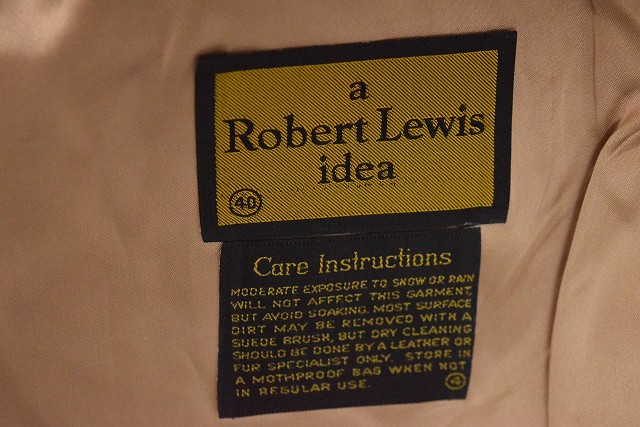 a
Robert Lewis
idea
40
Care Instructions
MODERATE EXPOSURE TO SNOW OR RAIN
WILL NOT AFFECT THIS GARMENT,
BUT AVOID SOAKING. MOST SURFACE
DIRT MAY BE REMOVED WITH A
SUEDE BRUSH, BUT DRY CLEANING
SHOULD BE DONE BY A LEATHER OR
FUR SPECIALIST ONLY. STORE IN
A MOTHPROOF BAG WHEN NOT
IN REGULAR USE.
4